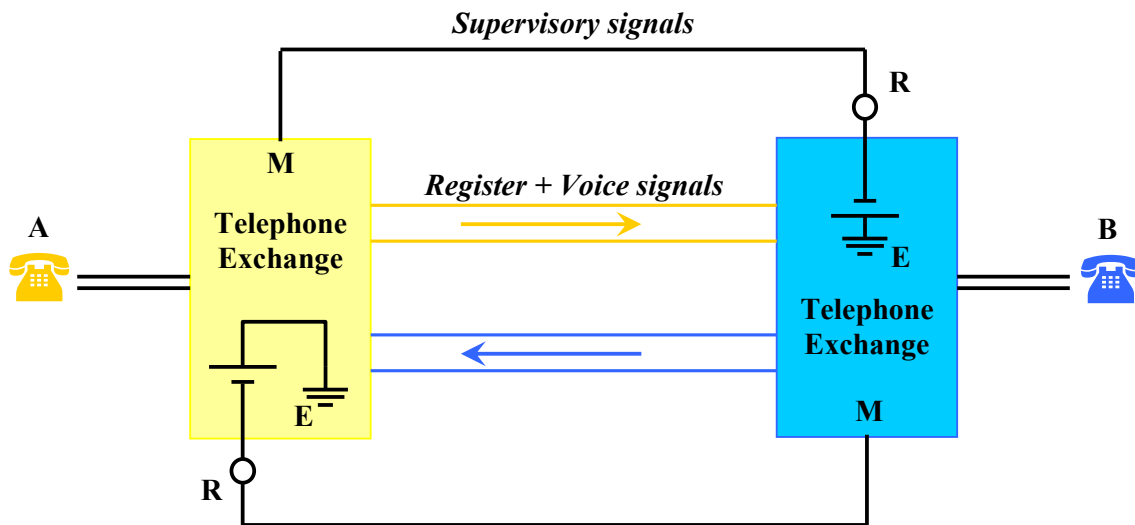 Supervisory signals
R
M
Register + Voice signals
Telephone
Exchange
A
E
B
Telephone
Exchange
E
M
R